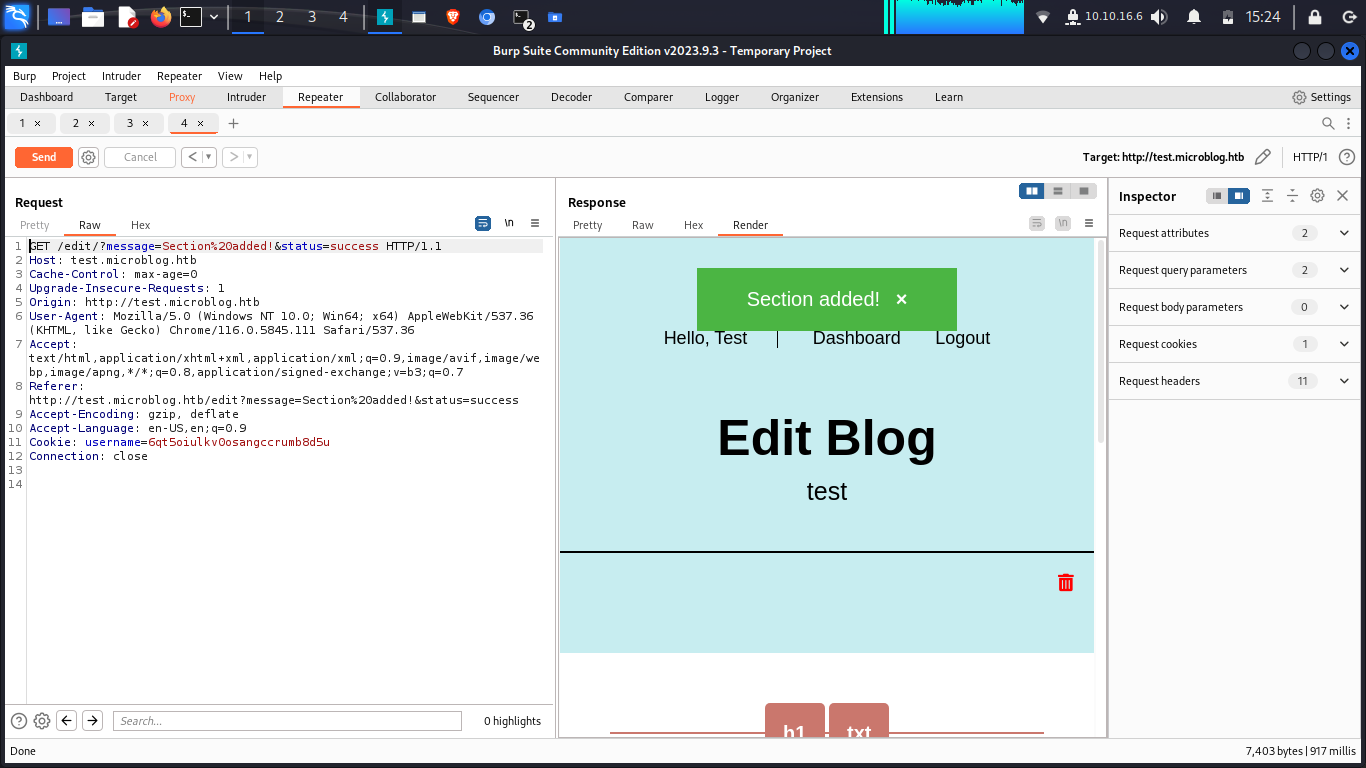 1 2 3 4 2 10.10.16.6 15:24
Burp Suite Community Edition v2023.9.3 - Temporary Project
Burp Project Intruder Repeater View Help
Dashboard Target Proxy Intruder Repeater Collaborator Sequencer Decoder Comparer Logger Organizer Extensions Learn Settings
1 × 2 × 3 × 4 × +
Send Cancel < > Target: http://test.microblog.htb HTTP/1
Request
Pretty Raw Hex \n
1 GET /edit/?message=Section%20added!&status=success HTTP/1.1
2 Host: test.microblog.htb
3 Cache-Control: max-age=0
4 Upgrade-Insecure-Requests: 1
5 Origin: http://test.microblog.htb
6 User-Agent: Mozilla/5.0 (Windows NT 10.0; Win64; x64) AppleWebKit/537.36
(KHTML, like Gecko) Chrome/116.0.5845.111 Safari/537.36
7 Accept:
text/html,application/xhtml+xml,application/xml;q=0.9,image/avif,image/we
bp,image/apng,*/*;q=0.8,application/signed-exchange;v=b3;q=0.7
8 Referer:
http://test.microblog.htb/edit?message=Section%20added!&status=success
9 Accept-Encoding: gzip, deflate
10 Accept-Language: en-US,en;q=0.9
11 Cookie: username=6qt5oiulkv0osangccrumb8d5u
12 Connection: close
13
14
Search... 0 highlights
Response
Pretty Raw Hex Render \n
Section added! ×
Hello, Test | Dashboard Logout
Edit Blog
test
h1 txt
Inspector
Request attributes 2
Request query parameters 2
Request body parameters 0
Request cookies 1
Request headers 11
Done 7,403 bytes | 917 millis